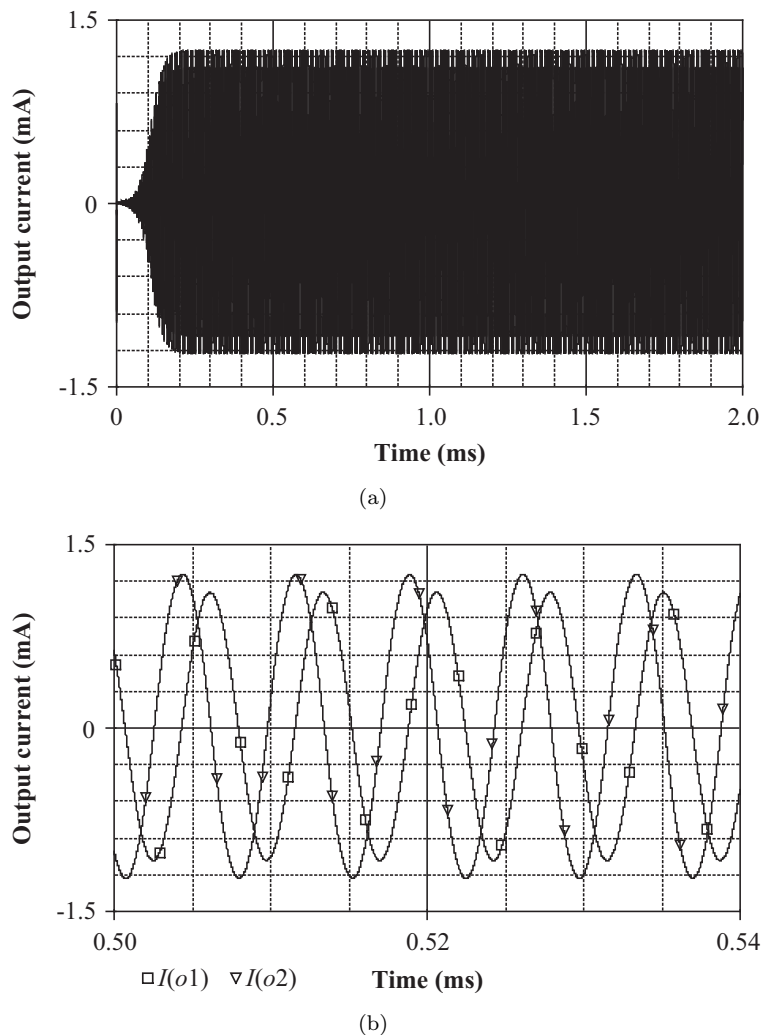 1.5
Output current (mA)
0
-1.5
0 0.5 1.0 1.5 2.0
Time (ms)
(a)
1.5
Output current (mA)
0
-1.5
0.50 0.52 0.54
I(o1) I(o2) Time (ms)
(b)